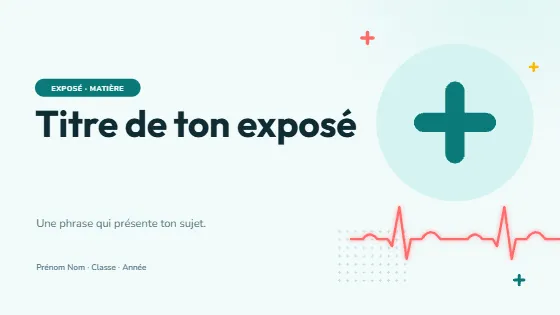 EXPOSÉ · MATIÈRE
Titre de ton exposé
Une phrase qui présente ton sujet.
Prénom Nom · Classe · Année